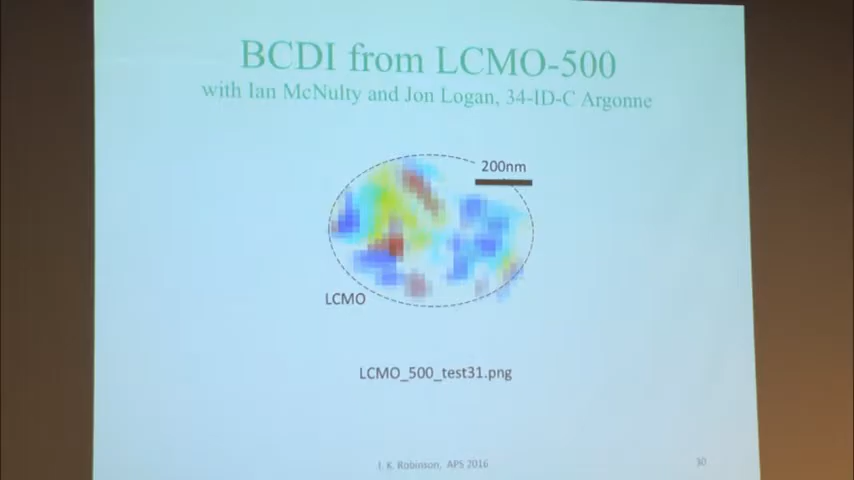 BCDI from LCMO-500
with Ian McNulty and Jon Logan, 34-ID-C Argonne
200nm
LCMO
LCMO_500_test31.png
I. K. Robinson, APS 2016
30